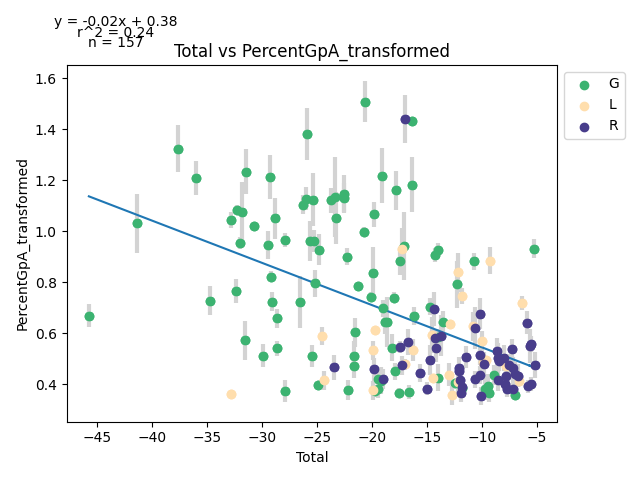 y = -0.02x + 0.38
r^2 = 0.24
n = 157
Total vs PercentGpA_transformed
PercentGpA_transformed
1.6
1.4
1.2
1.0
0.8
0.6
0.4
−45
−40
−35
−30
−25
−20
−15
−10
−5
Total
G
L
R